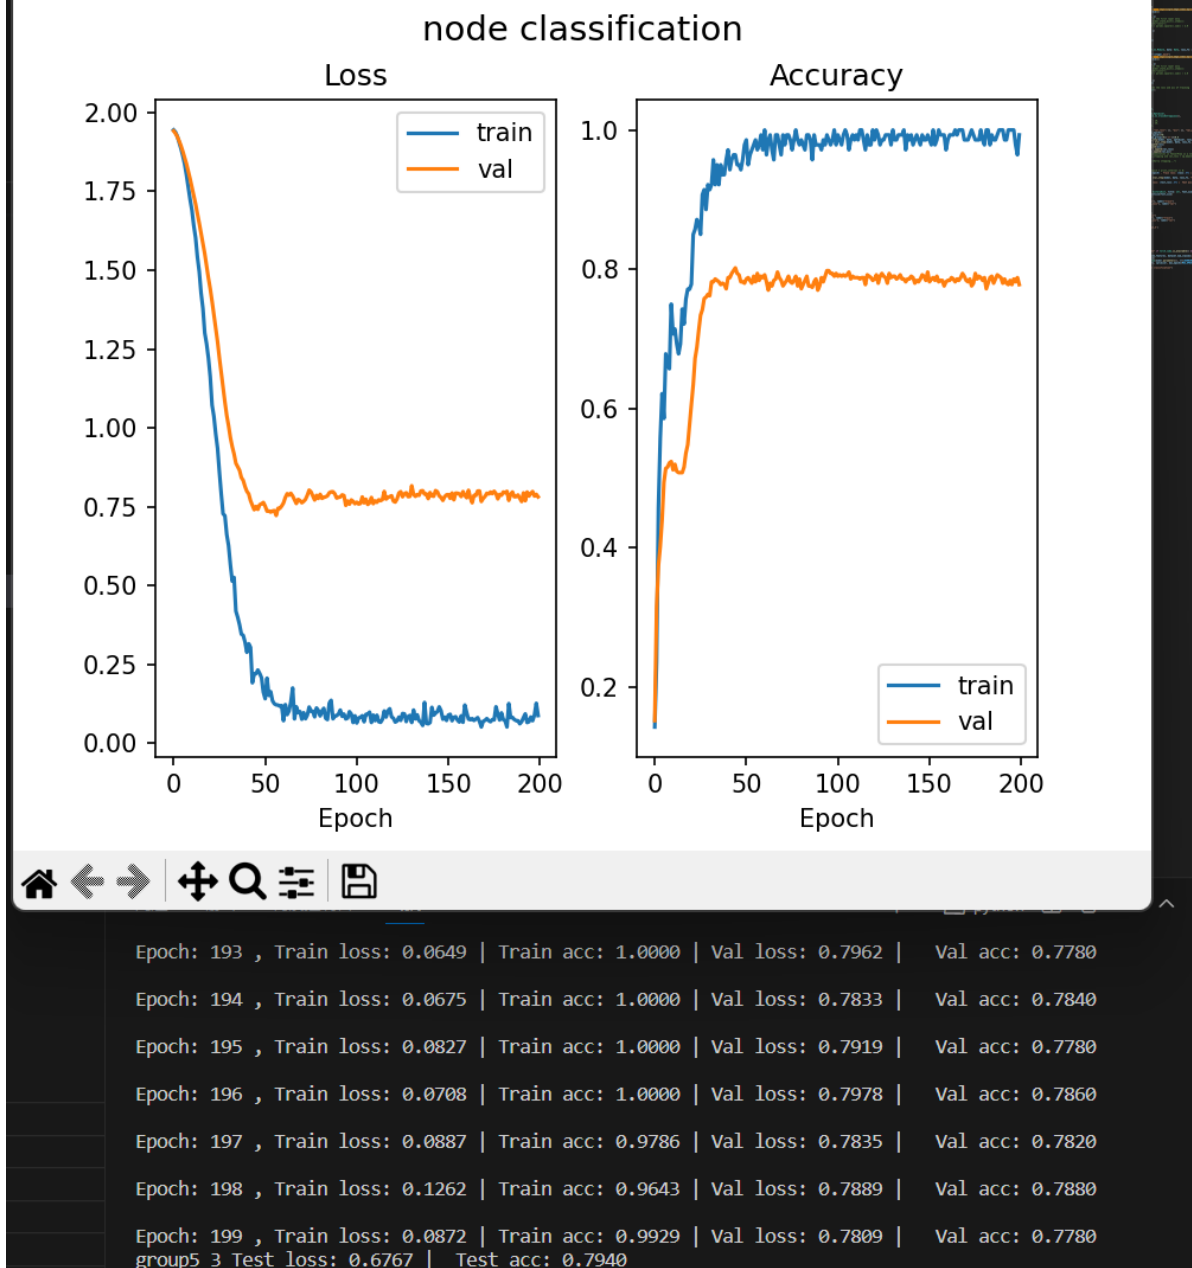 node classification
Loss
Accuracy
2.00
1.75
1.50
1.25
1.00
0.75
0.50
0.25
0.00
train
val
0
50
100
150
200
Epoch
1.0
0.8
0.6
0.4
0.2
train
val
0
50
100
150
200
Epoch
Epoch: 193 , Train loss: 0.0649 | Train acc: 1.0000 | Val loss: 0.7962 | Val acc: 0.7780
Epoch: 194 , Train loss: 0.0675 | Train acc: 1.0000 | Val loss: 0.7833 | Val acc: 0.7840
Epoch: 195 , Train loss: 0.0827 | Train acc: 1.0000 | Val loss: 0.7919 | Val acc: 0.7780
Epoch: 196 , Train loss: 0.0708 | Train acc: 1.0000 | Val loss: 0.7978 | Val acc: 0.7860
Epoch: 197 , Train loss: 0.0887 | Train acc: 0.9786 | Val loss: 0.7835 | Val acc: 0.7820
Epoch: 198 , Train loss: 0.1262 | Train acc: 0.9643 | Val loss: 0.7889 | Val acc: 0.7880
Epoch: 199 , Train loss: 0.0872 | Train acc: 0.9929 | Val loss: 0.7809 | Val acc: 0.7780
group5 3 Test loss: 0.6767 | Test acc: 0.7940